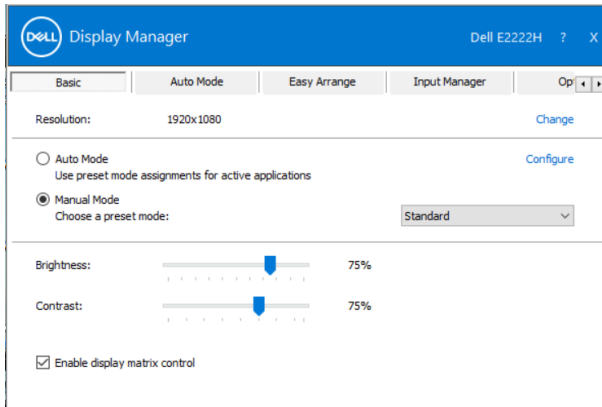 DELL Display Manager Dell E2222H ? X
Basic Auto Mode Easy Arrange Input Manager Op
Resolution: 1920x1080 Change
Auto Mode Configure
Use preset mode assignments for active applications
Manual Mode
Choose a preset mode: Standard
Brightness: 75%
Contrast: 75%
Enable display matrix control